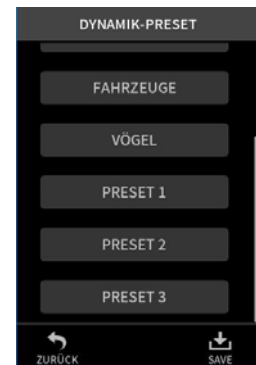 DYNAMIK-PRESET
FAHRZEUGE
VÖGEL
PRESET 1
PRESET 2
PRESET 3
ZURÜCK
SAVE